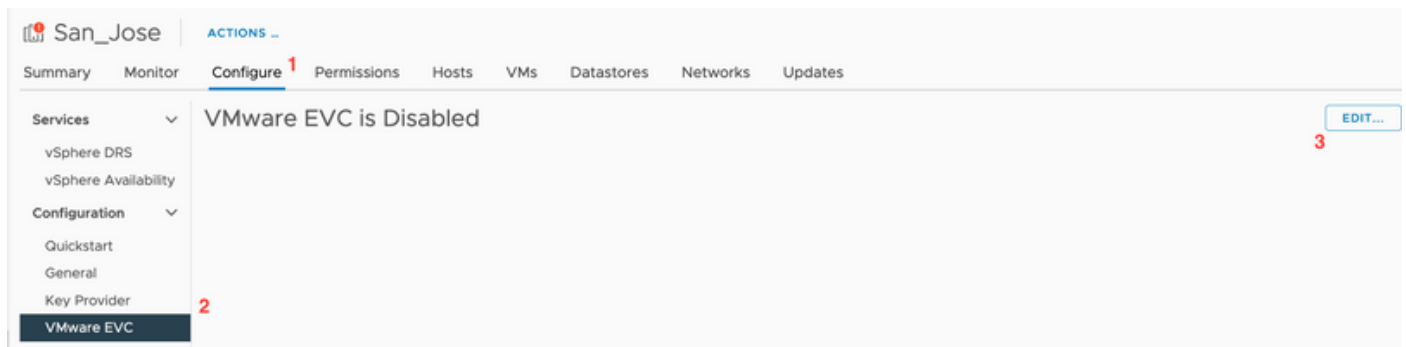 San_Jose ACTIONS ...
Summary Monitor Configure 1 Permissions Hosts VMs Datastores Networks Updates
Services
vSphere DRS
vSphere Availability
Configuration
Quickstart
General
Key Provider
VMware EVC
2
VMware EVC is Disabled
EDIT...
3